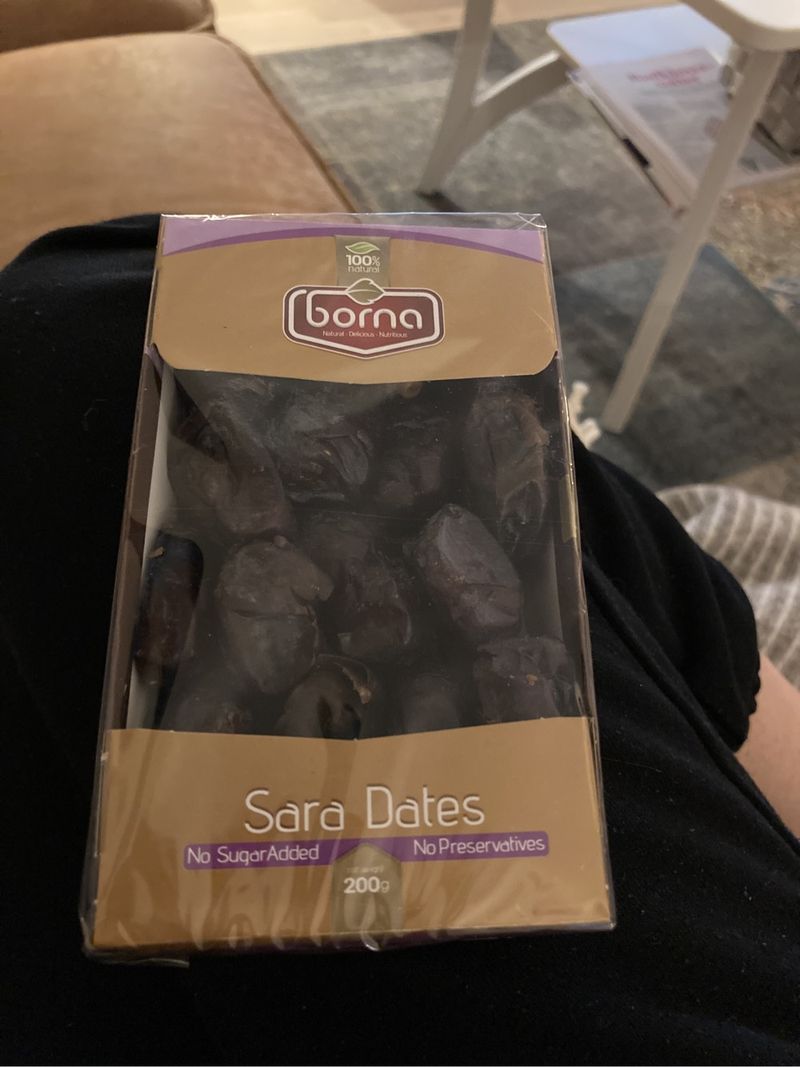 100%
natural
borna
Natural - Delicious - Nutritious
Sara Dates
No SugarAdded
No Preservatives
200g